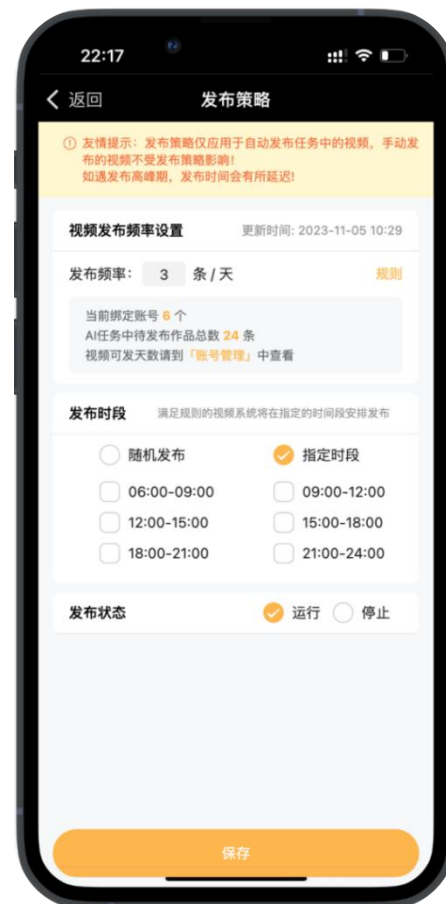 22:17
返回
发布策略
友情提示：发布策略仅应用于自动发布任务中的视频，手动发
布的视频不受发布策略影响！
如遇发布高峰期，发布时间会有所延迟！
视频发布频率设置 更新时间: 2023-11-05 10:29
发布频率： 3 条 / 天 规则
当前绑定账号 6 个
AI任务中待发布作品总数 24 条
视频可发天数请到「账号管理」中查看
发布时段 满足规则的视频系统将在指定的时间段安排发布
随机发布 指定时段
06:00-09:00 09:00-12:00
12:00-15:00 15:00-18:00
18:00-21:00 21:00-24:00
发布状态 运行 停止
保存